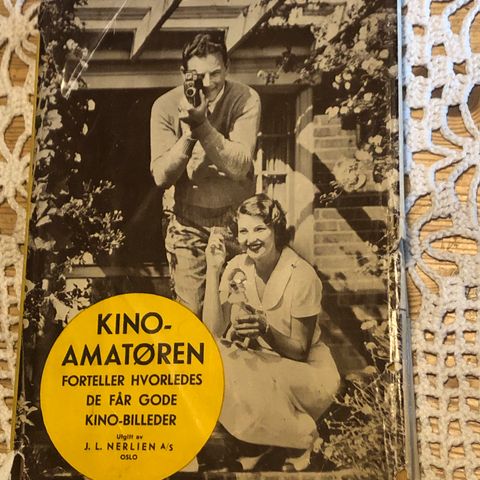 KINO-
AMATØREN
FORTELLER HVORLEDES
DE FÅR GODE
KINO-BILLEDER
Utgitt av
J. L. NERLIEN A/S
OSLO